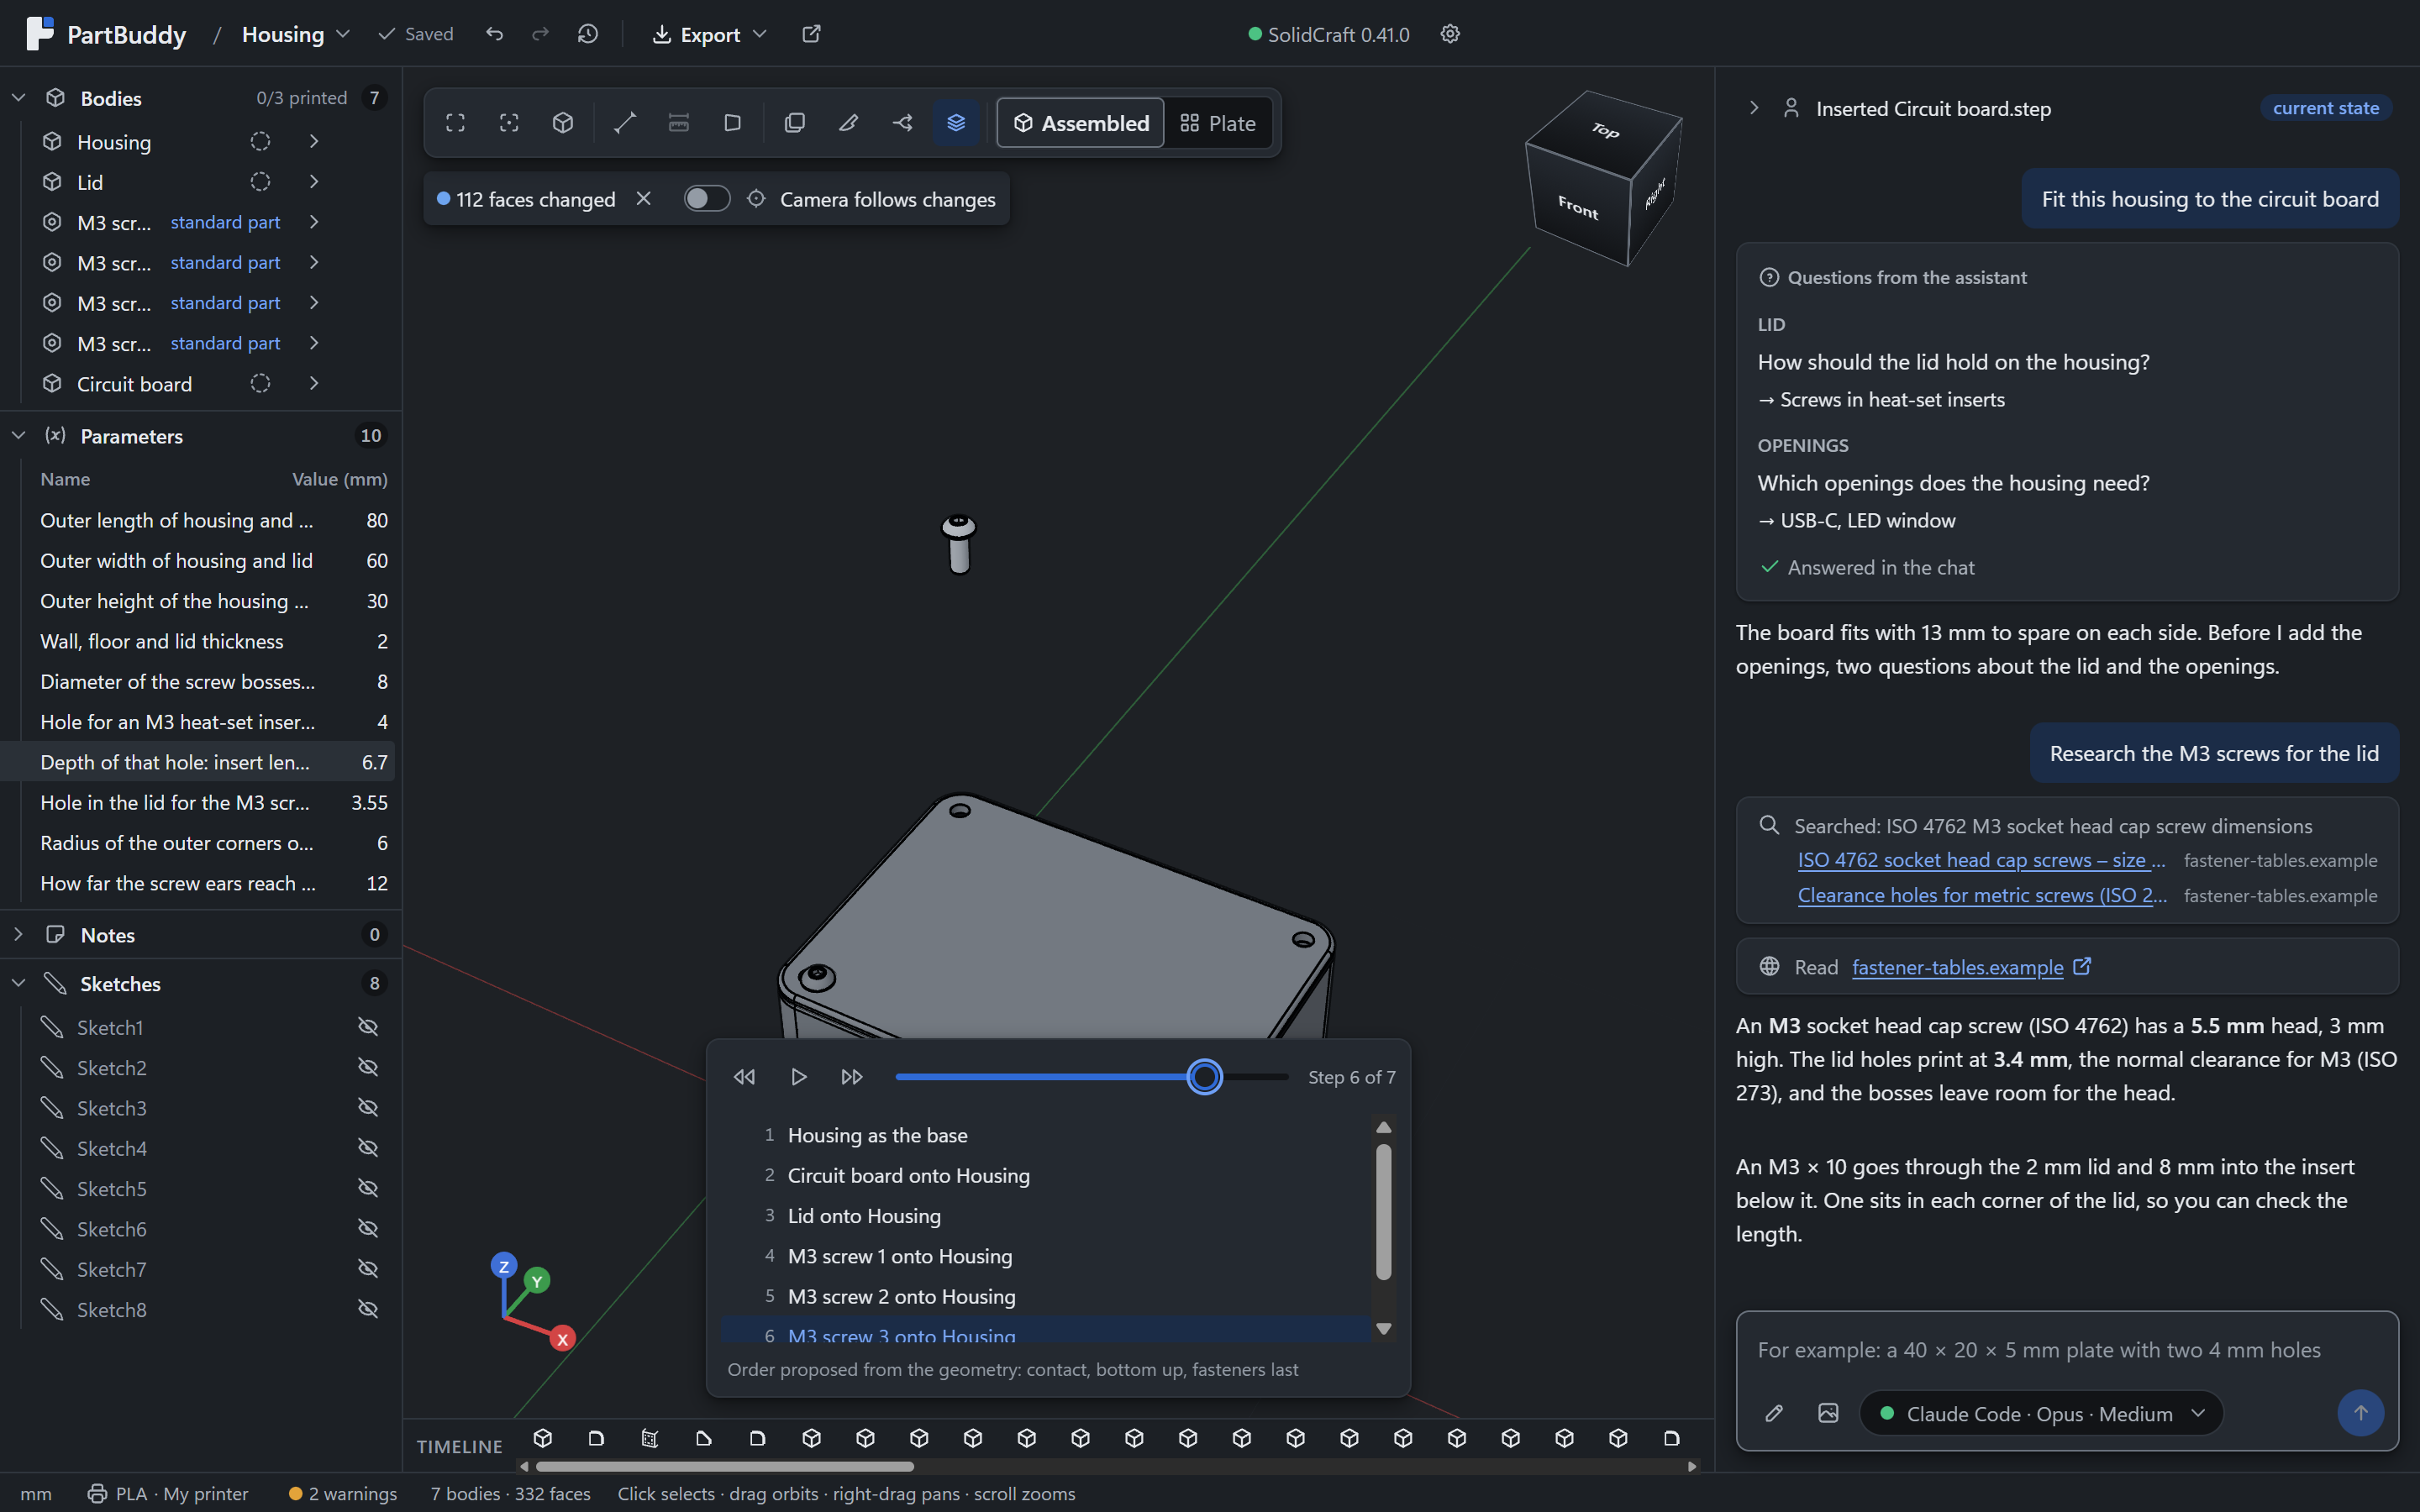 PartBuddy / Housing Saved Export SolidCraft 0.41.0
Bodies 0/3 printed 7
Housing
Lid
M3 scr... standard part
M3 scr... standard part
M3 scr... standard part
M3 scr... standard part
Circuit board
(x) Parameters 10
Name Value (mm)
Outer length of housing and ... 80
Outer width of housing and lid 60
Outer height of the housing ... 30
Wall, floor and lid thickness 2
Diameter of the screw bosses... 8
Hole for an M3 heat-set inser... 4
Depth of that hole: insert len... 6.7
Hole in the lid for the M3 scr... 3.55
Radius of the outer corners o... 6
How far the screw ears reach ... 12
Notes 0
Sketches 8
Sketch1
Sketch2
Sketch3
Sketch4
Sketch5
Sketch6
Sketch7
Sketch8
Assembled Plate
112 faces changed Camera follows changes
Top
Front
Right
Z
Y
X
Step 6 of 7
1 Housing as the base
2 Circuit board onto Housing
3 Lid onto Housing
4 M3 screw 1 onto Housing
5 M3 screw 2 onto Housing
6 M3 screw 3 onto Housing
Order proposed from the geometry: contact, bottom up, fasteners last
TIMELINE
Inserted Circuit board.step current state
Fit this housing to the circuit board
Questions from the assistant
LID
How should the lid hold on the housing?
→ Screws in heat-set inserts
OPENINGS
Which openings does the housing need?
→ USB-C, LED window
Answered in the chat
The board fits with 13 mm to spare on each side. Before I add the
openings, two questions about the lid and the openings.
Research the M3 screws for the lid
Searched: ISO 4762 M3 socket head cap screw dimensions
ISO 4762 socket head cap screws – size ... fastener-tables.example
Clearance holes for metric screws (ISO 2... fastener-tables.example
Read fastener-tables.example
An M3 socket head cap screw (ISO 4762) has a 5.5 mm head, 3 mm
high. The lid holes print at 3.4 mm, the normal clearance for M3 (ISO
273), and the bosses leave room for the head.
An M3 × 10 goes through the 2 mm lid and 8 mm into the insert
below it. One sits in each corner of the lid, so you can check the
length.
For example: a 40 × 20 × 5 mm plate with two 4 mm holes
Claude Code · Opus · Medium
mm PLA · My printer 2 warnings 7 bodies · 332 faces Click selects · drag orbits · right-drag pans · scroll zooms